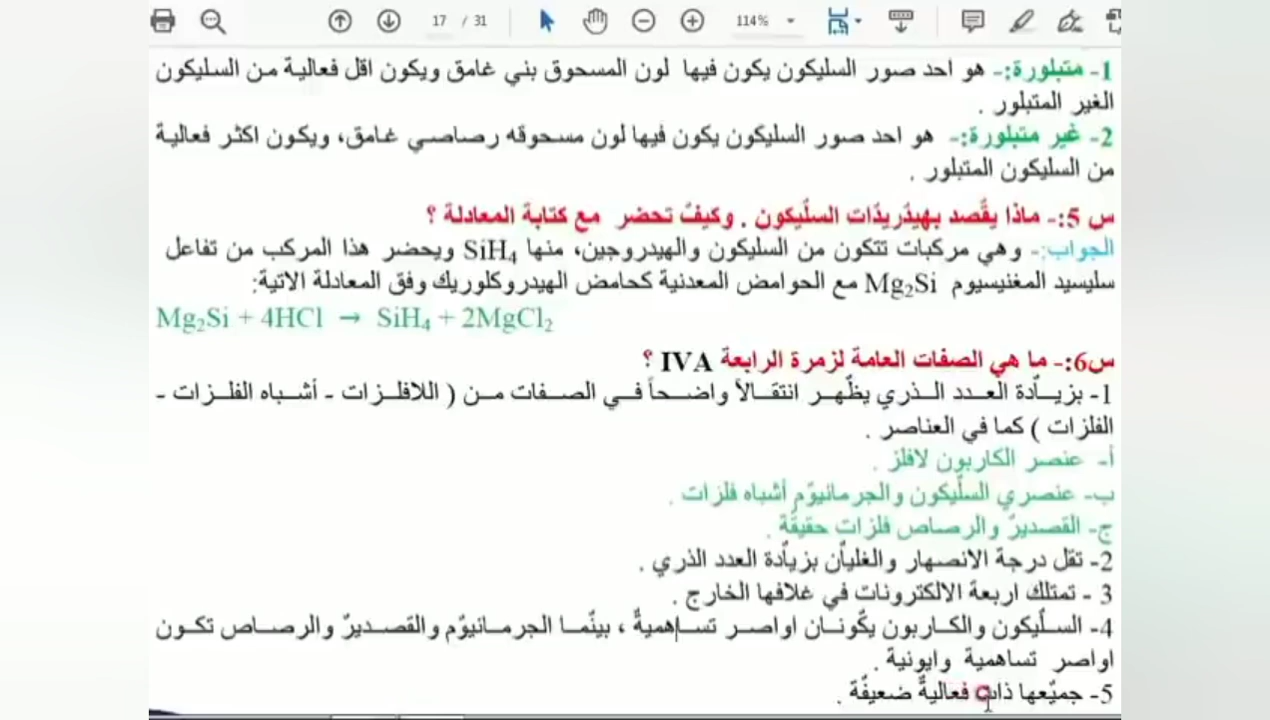 17 / 31
114%
1- متبلورة:- هو احد صور السليكون يكون فيها لون المسحوق بني غامق ويكون اقل فعالية من السليكون
الغير المتبلور .
2- غير متبلورة:- هو احد صور السليكون يكون فيها لون مسحوقه رصاصي غامق، ويكون اكثر فعالية
من السليكون المتبلور .
س 5:- ماذا يقصد بهيدريدات السليكون . وكيف تحضر مع كتابة المعادلة ؟
الجواب:- وهي مركبات تتكون من السليكون والهيدروجين، منها SiH₄ ويحضر هذا المركب من تفاعل
سليسيد المغنيسيوم Mg₂Si مع الحوامض المعدنية كحامض الهيدروكلوريك وفق المعادلة الاتية:
Mg₂Si + 4HCl → SiH₄ + 2MgCl₂
س6:- ما هي الصفات العامة لزمرة الرابعة IVA ؟
1- بزيادة العدد الذري يظهر انتقالاً واضحاً في الصفات من ( اللافلزات - أشباه الفلزات -
الفلزات ) كما في العناصر .
أ- عنصر الكاربون لافلز .
ب- عنصري السليكون والجرمانيوم أشباه فلزات .
ج- القصدير والرصاص فلزات حقيقة .
2- تقل درجة الانصهار والغليان بزيادة العدد الذري .
3 - تمتلك اربعة الالكترونات في غلافها الخارج .
4- السليكون والكاربون يكونان اواصر تساهمية ، بينما الجرمانيوم والقصدير والرصاص تكون
اواصر تساهمية وايونية .
5- جميعها ذات فعالية ضعيفة .